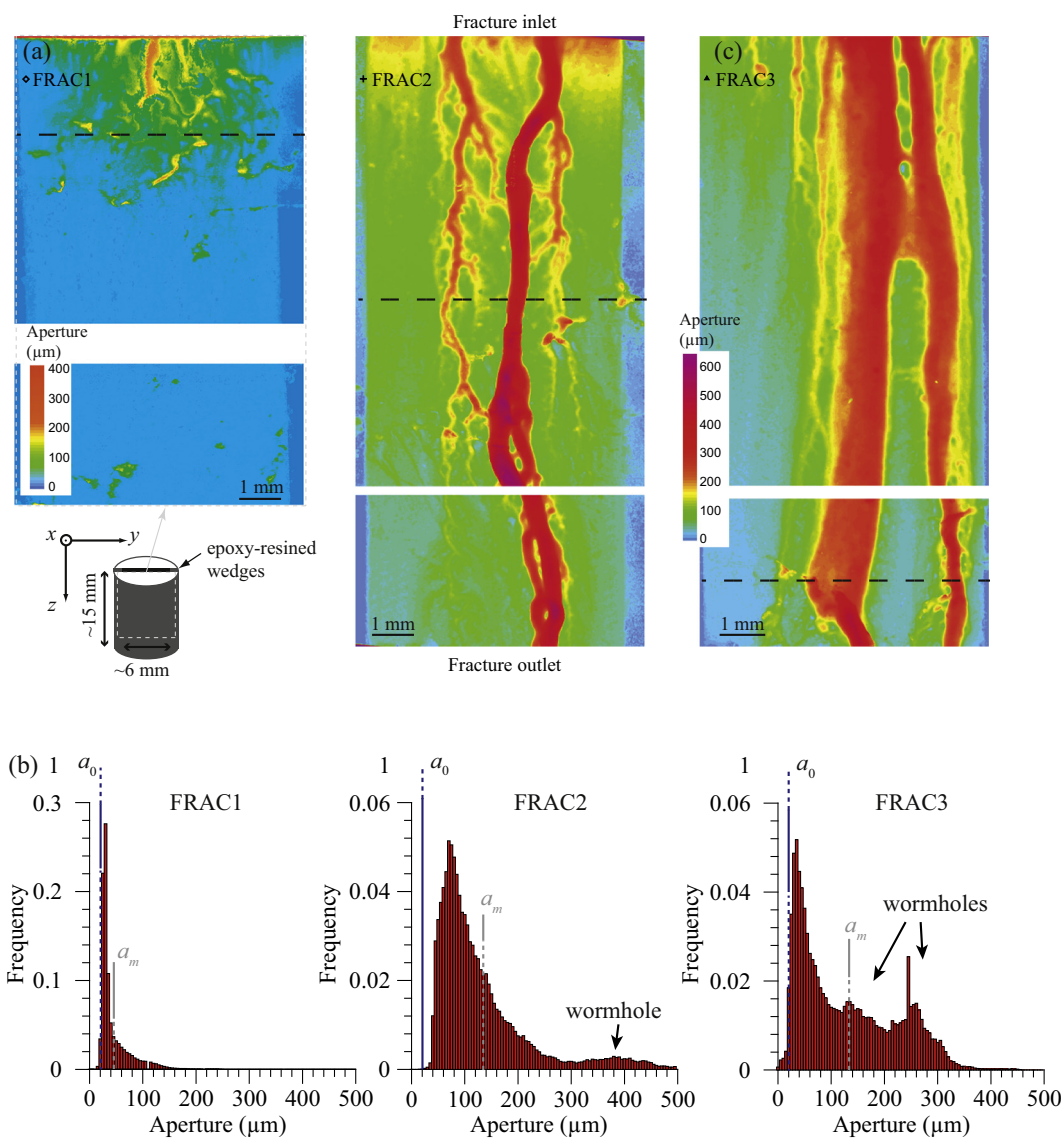 Fracture inlet
(a)
◇ FRAC1
+ FRAC2
(c)
▲ FRAC3
Aperture
(µm)
400
300
200
100
0
1 mm
Aperture
(µm)
600
500
400
300
200
100
0
1 mm
1 mm
Fracture outlet
x
y
z
epoxy-resined
wedges
~15 mm
~6 mm
(b)
1
a₀
FRAC1
0.3
0.2
0.1
0
Frequency
aₘ
0 100 200 300 400 500
Aperture (µm)
1
a₀
FRAC2
0.06
0.04
0.02
0
Frequency
aₘ
wormhole
0 100 200 300 400 500
Aperture (µm)
1
a₀
FRAC3
0.06
0.04
0.02
0
Frequency
aₘ
wormholes
0 100 200 300 400 500
Aperture (µm)